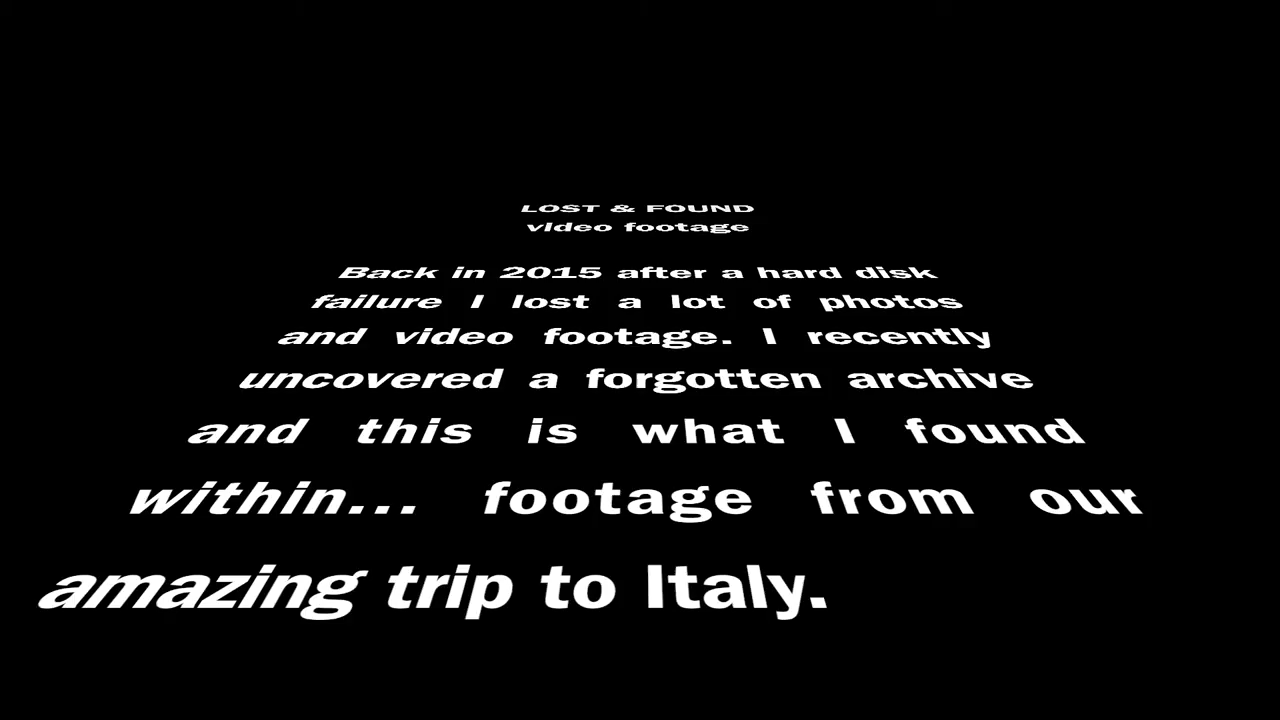 LOST & FOUND
video footage
Back in 2015 after a hard disk
failure I lost a lot of photos
and video footage. I recently
uncovered a forgotten archive
and this is what I found
within... footage from our
amazing trip to Italy.